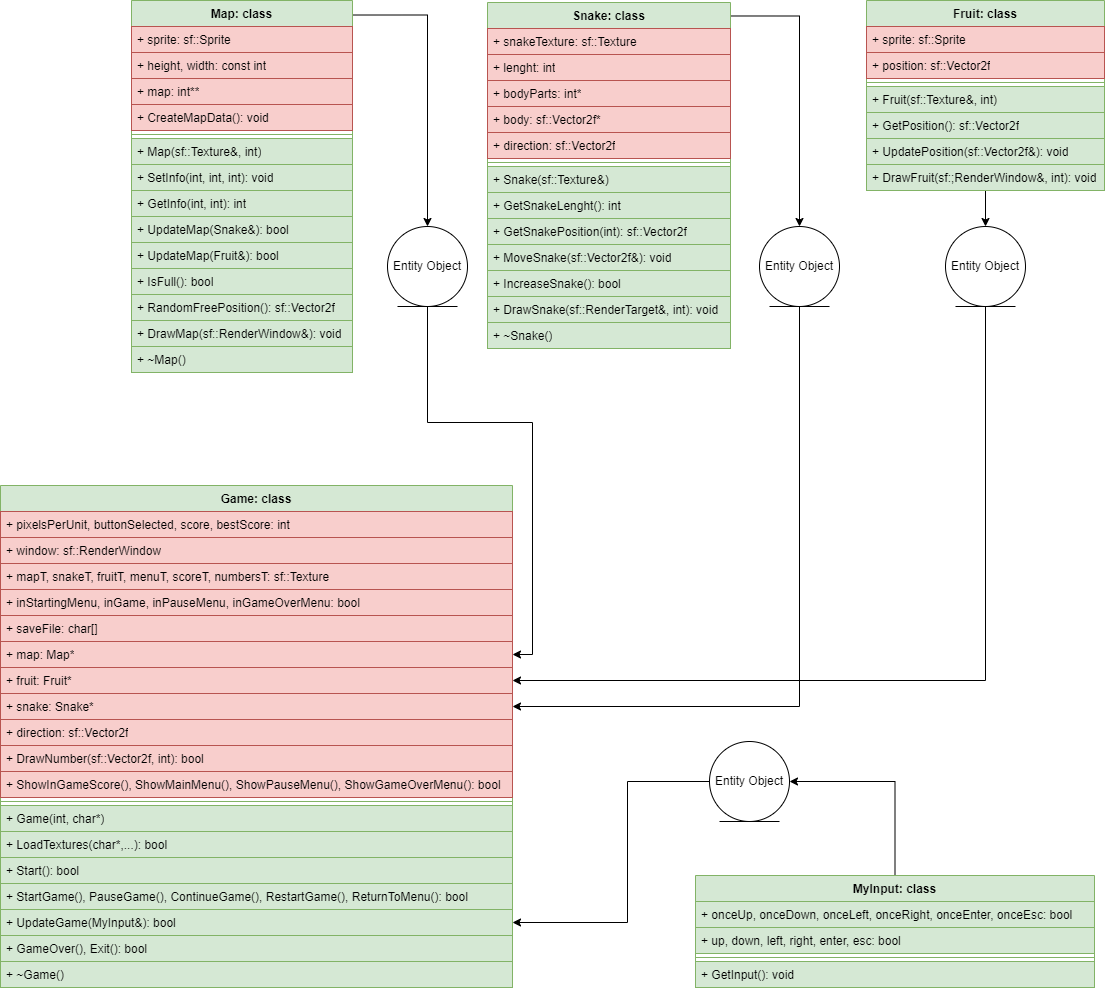 Map: class
+ sprite: sf::Sprite
+ height, width: const int
+ map: int**
+ CreateMapData(): void
+ Map(sf::Texture&, int)
+ SetInfo(int, int, int): void
+ GetInfo(int, int): int
+ UpdateMap(Snake&): bool
+ UpdateMap(Fruit&): bool
+ IsFull(): bool
+ RandomFreePosition(): sf::Vector2f
+ DrawMap(sf::RenderWindow&): void
+ ~Map()
Snake: class
+ snakeTexture: sf::Texture
+ lenght: int
+ bodyParts: int*
+ body: sf::Vector2f*
+ direction: sf::Vector2f
+ Snake(sf::Texture&)
+ GetSnakeLenght(): int
+ GetSnakePosition(int): sf::Vector2f
+ MoveSnake(sf::Vector2f&): void
+ IncreaseSnake(): bool
+ DrawSnake(sf::RenderTarget&, int): void
+ ~Snake()
Fruit: class
+ sprite: sf::Sprite
+ position: sf::Vector2f
+ Fruit(sf::Texture&, int)
+ GetPosition(): sf::Vector2f
+ UpdatePosition(sf::Vector2f&): void
+ DrawFruit(sf:;RenderWindow&, int): void
Entity Object
Entity Object
Entity Object
Game: class
+ pixelsPerUnit, buttonSelected, score, bestScore: int
+ window: sf::RenderWindow
+ mapT, snakeT, fruitT, menuT, scoreT, numbersT: sf::Texture
+ inStartingMenu, inGame, inPauseMenu, inGameOverMenu: bool
+ saveFile: char[]
+ map: Map*
+ fruit: Fruit*
+ snake: Snake*
+ direction: sf::Vector2f
+ DrawNumber(sf::Vector2f, int): bool
+ ShowInGameScore(), ShowMainMenu(), ShowPauseMenu(), ShowGameOverMenu(): bool
+ Game(int, char*)
+ LoadTextures(char*,...): bool
+ Start(): bool
+ StartGame(), PauseGame(), ContinueGame(), RestartGame(), ReturnToMenu(): bool
+ UpdateGame(MyInput&): bool
+ GameOver(), Exit(): bool
+ ~Game()
Entity Object
MyInput: class
+ onceUp, onceDown, onceLeft, onceRight, onceEnter, onceEsc: bool
+ up, down, left, right, enter, esc: bool
+ GetInput(): void